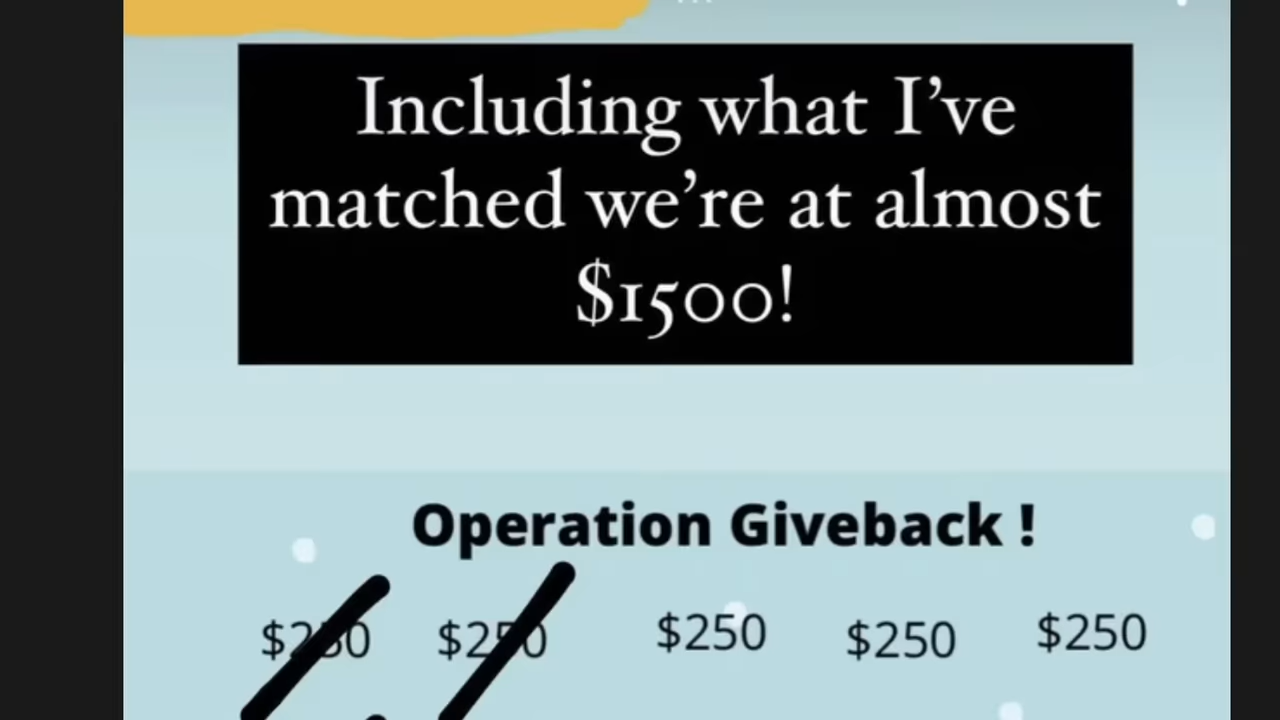 Including what I’ve
matched we’re at almost
$1500!
Operation Giveback !
$250 $250 $250 $250 $250